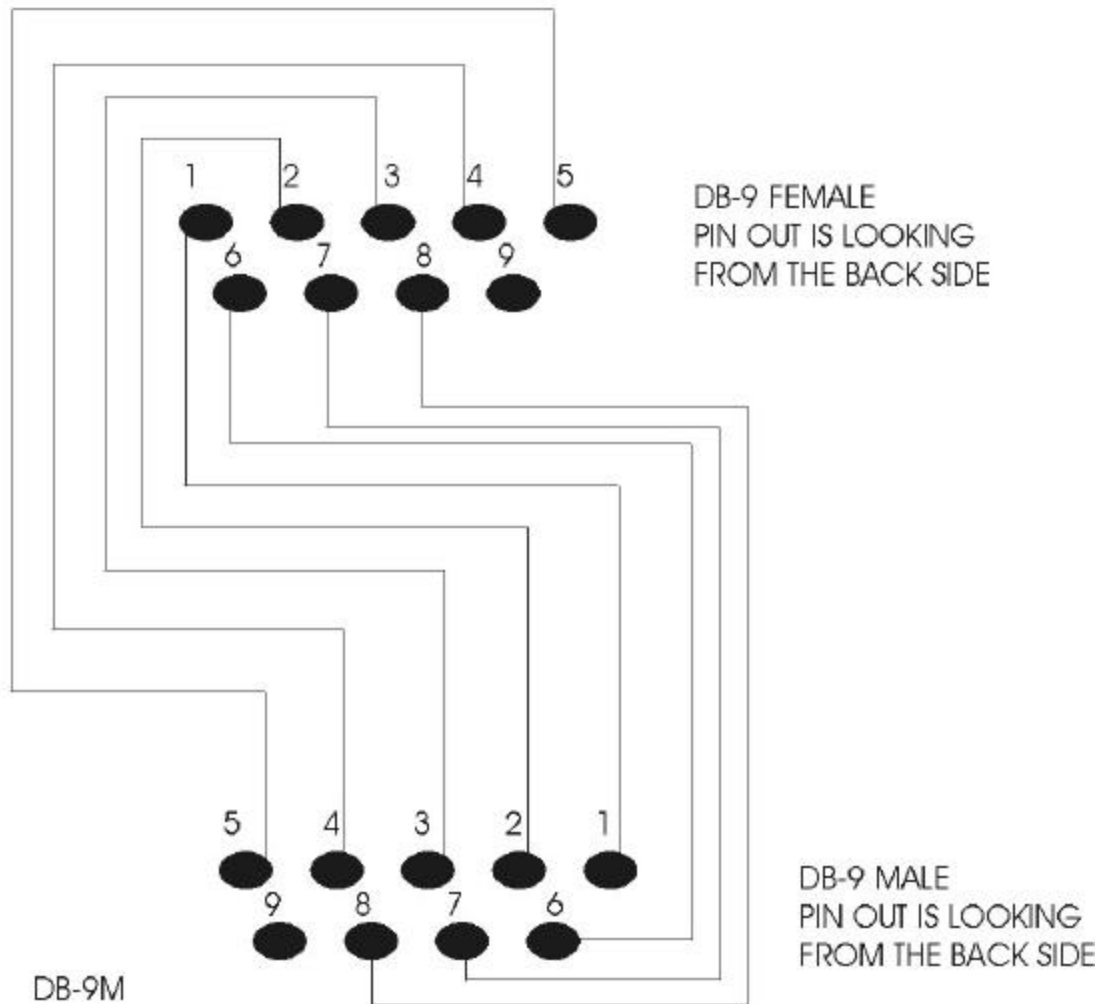 1 2 3 4 5
6 7 8 9
DB-9 FEMALE
PIN OUT IS LOOKING
FROM THE BACK SIDE
5 4 3 2 1
9 8 7 6
DB-9 MALE
PIN OUT IS LOOKING
FROM THE BACK SIDE
DB-9M